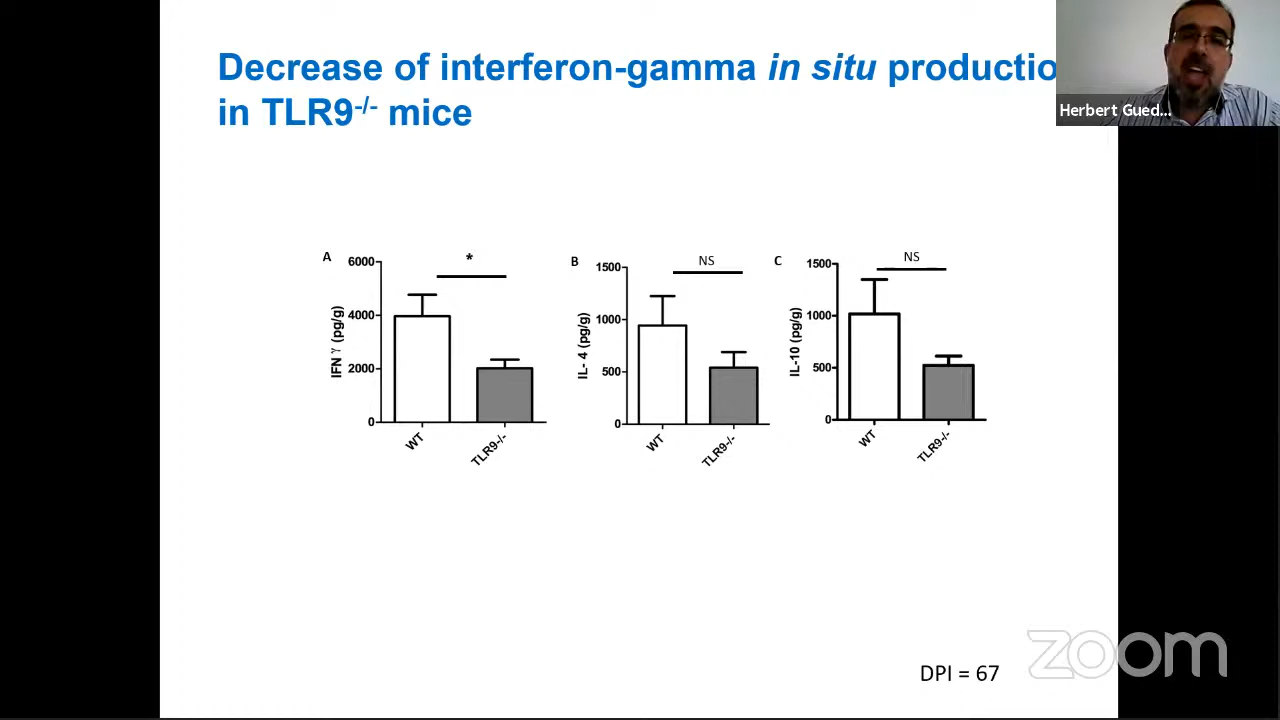 Decrease of interferon-gamma in situ productio
in TLR9-/- mice
Herbert Gued...
A
6000
4000
2000
0
IFN γ (pg/g)
*
WT
TLR9-/-
B
1500
1000
500
0
IL- 4 (pg/g)
NS
WT
TLR9-/-
C
1500
1000
500
0
IL-10 (pg/g)
NS
WT
TLR9-/-
zoom
DPI = 67